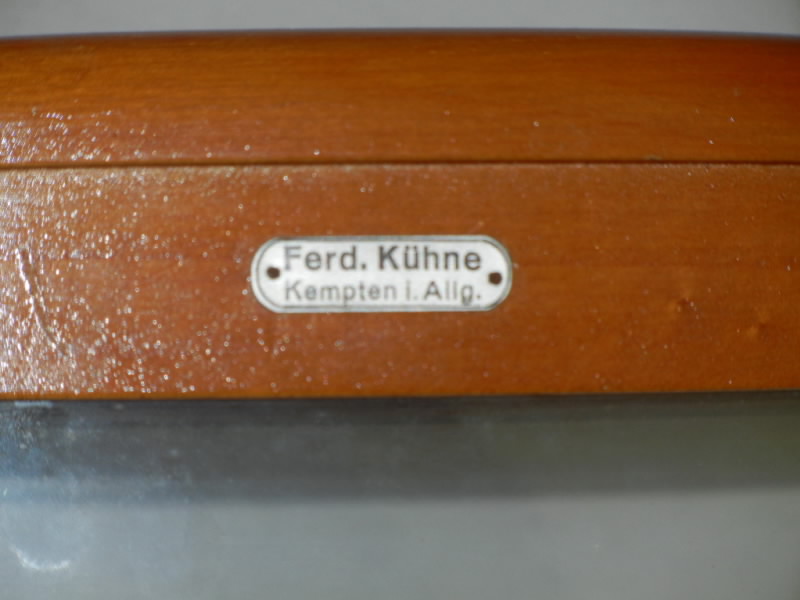 Ferd. Kühne
Kempten i. Allg.